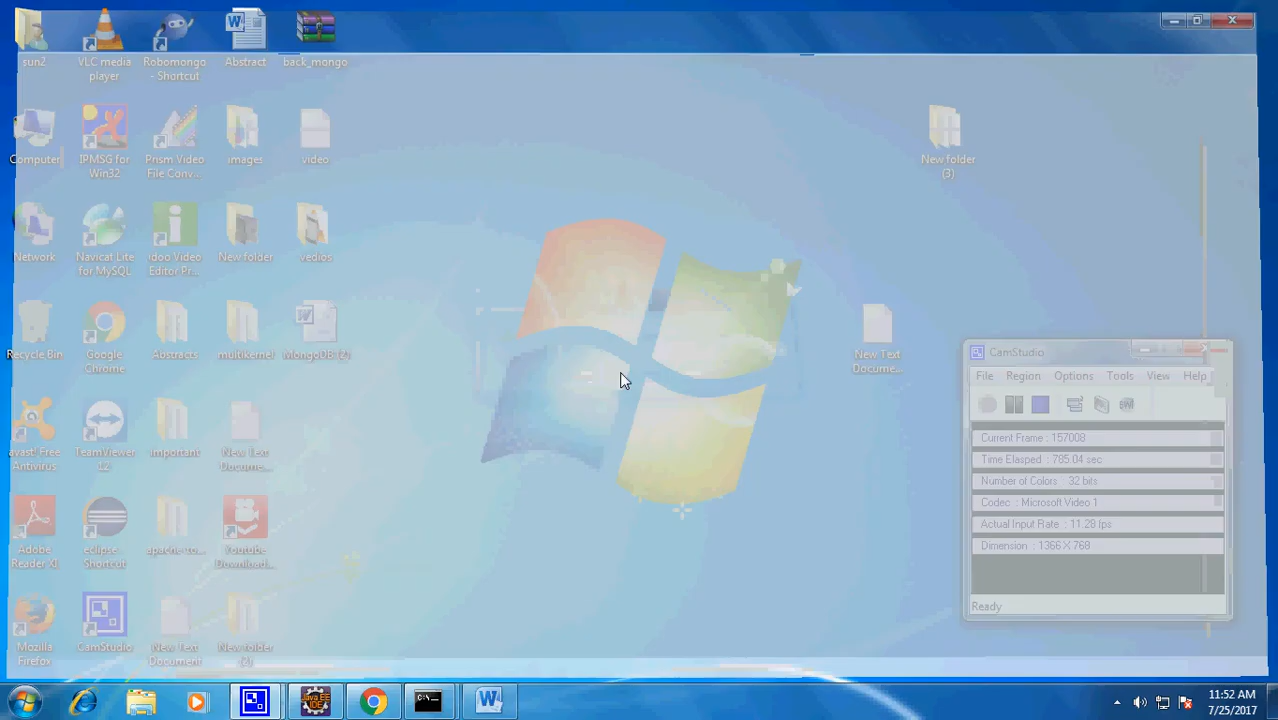 sun2
VLC media
player
Robomongo
- Shortcut
Abstract
back_mongo
Computer
IPMSG for
Win32
Prism Video
File Conv...
images
video
New folder
(3)
Network
Navicat Lite
for MySQL
idoo Video
Editor Pr...
New folder
vedios
Recycle Bin
Google
Chrome
Abstracts
multikernel
MongoDB (2)
New Text
Docume...
avast! Free
Antivirus
TeamViewer
12
important
New Text
Docume...
Adobe
Reader XI
eclipse -
Shortcut
apache-to...
Youtube
Download...
Mozilla
Firefox
CamStudio
New Text
Document
New folder
(2)
CamStudio
File Region Options Tools View Help
Current Frame : 157008
Time Elasped : 785.04 sec
Number of Colors : 32 bits
Codec : Microsoft Video 1
Actual Input Rate : 11.28 fps
Dimension : 1366 X 768
Ready
Java EE
IDE
C:\_
11:52 AM
7/25/2017